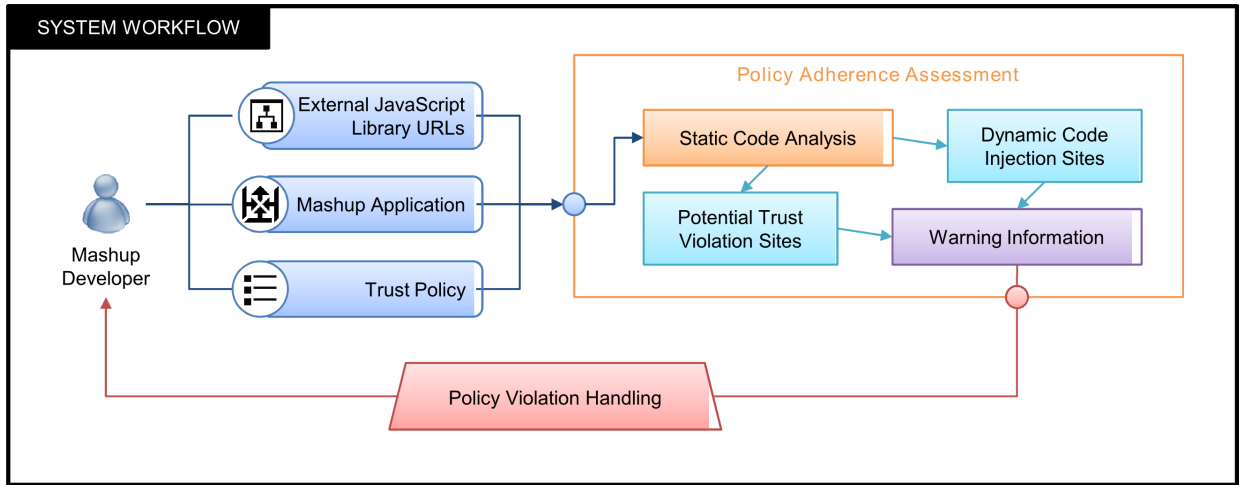 SYSTEM WORKFLOW
Policy Adherence Assessment
External JavaScript
Library URLs
Static Code Analysis
Dynamic Code
Injection Sites
Mashup Application
Potential Trust
Violation Sites
Warning Information
Mashup
Developer
Trust Policy
Policy Violation Handling